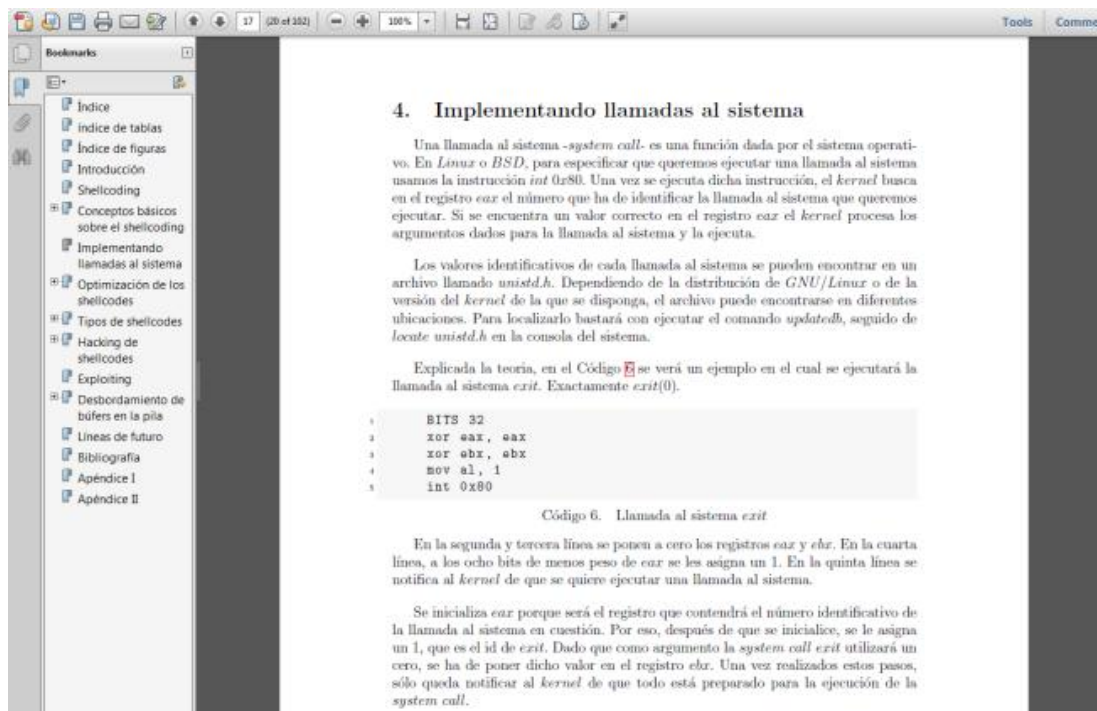 17 (20 of 102) 100% Tools Comme
Bookmarks
Índice
Índice de tablas
Índice de figuras
Introducción
Shellcoding
Conceptos básicos
sobre el shellcoding
Implementando
llamadas al sistema
Optimización de los
shellcodes
Tipos de shellcodes
Hacking de
shellcodes
Exploiting
Desbordamiento de
búfers en la pila
Líneas de futuro
Bibliografía
Apéndice I
Apéndice II
4. Implementando llamadas al sistema
Una llamada al sistema -system call- es una función dada por el sistema operati-
vo. En Linux o BSD, para especificar que queremos ejecutar una llamada al sistema
usamos la instrucción int 0x80. Una vez se ejecuta dicha instrucción, el kernel busca
en el registro eax el número que ha de identificar la llamada al sistema que queremos
ejecutar. Si se encuentra un valor correcto en el registro eax el kernel procesa los
argumentos dados para la llamada al sistema y la ejecuta.
Los valores identificativos de cada llamada al sistema se pueden encontrar en un
archivo llamado unistd.h. Dependiendo de la distribución de GNU/Linux o de la
versión del kernel de la que se disponga, el archivo puede encontrarse en diferentes
ubicaciones. Para localizarlo bastará con ejecutar el comando updatedb, seguido de
locate unistd.h en la consola del sistema.
Explicada la teoria, en el Código 6 se verá un ejemplo en el cual se ejecutará la
llamada al sistema exit. Exactamente exit(0).
1 BITS 32
2 xor eax, eax
3 xor ebx, ebx
4 mov al, 1
5 int 0x80
Código 6. Llamada al sistema exit
En la segunda y tercera línea se ponen a cero los registros eax y ebx. En la cuarta
línea, a los ocho bits de menos peso de eax se les asigna un 1. En la quinta línea se
notifica al kernel de que se quiere ejecutar una llamada al sistema.
Se inicializa eax porque será el registro que contendrá el número identificativo de
la llamada al sistema en cuestión. Por eso, después de que se inicialice, se le asigna
un 1, que es el id de exit. Dado que como argumento la system call exit utilizará un
cero, se ha de poner dicho valor en el registro ebx. Una vez realizados estos pasos,
sólo queda notificar al kernel de que todo está preparado para la ejecución de la
system call.